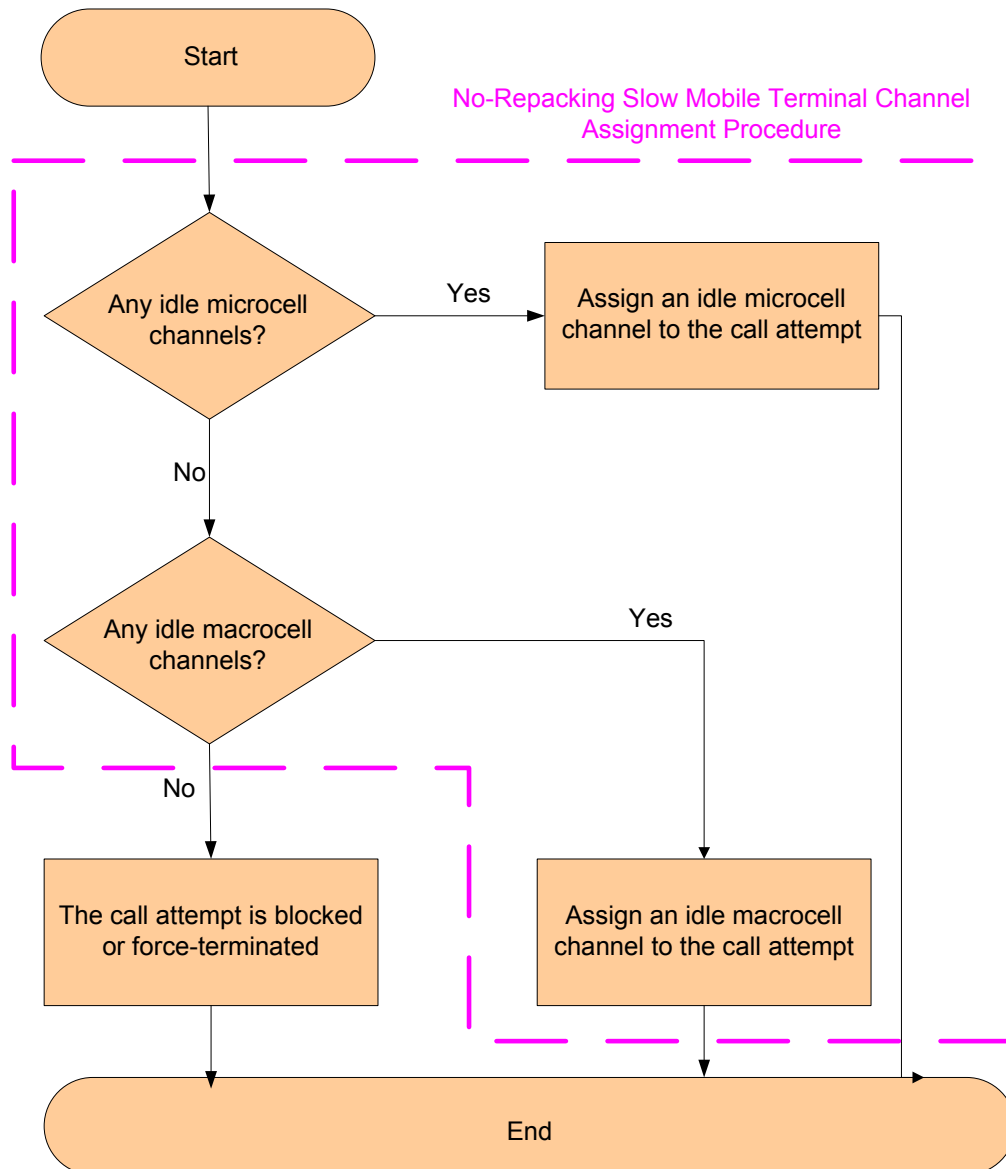 Start
No-Repacking Slow Mobile Terminal Channel
Assignment Procedure
Any idle microcell
channels?
Yes
Assign an idle microcell
channel to the call attempt
No
Any idle macrocell
channels?
Yes
No
The call attempt is blocked
or force-terminated
Assign an idle macrocell
channel to the call attempt
End